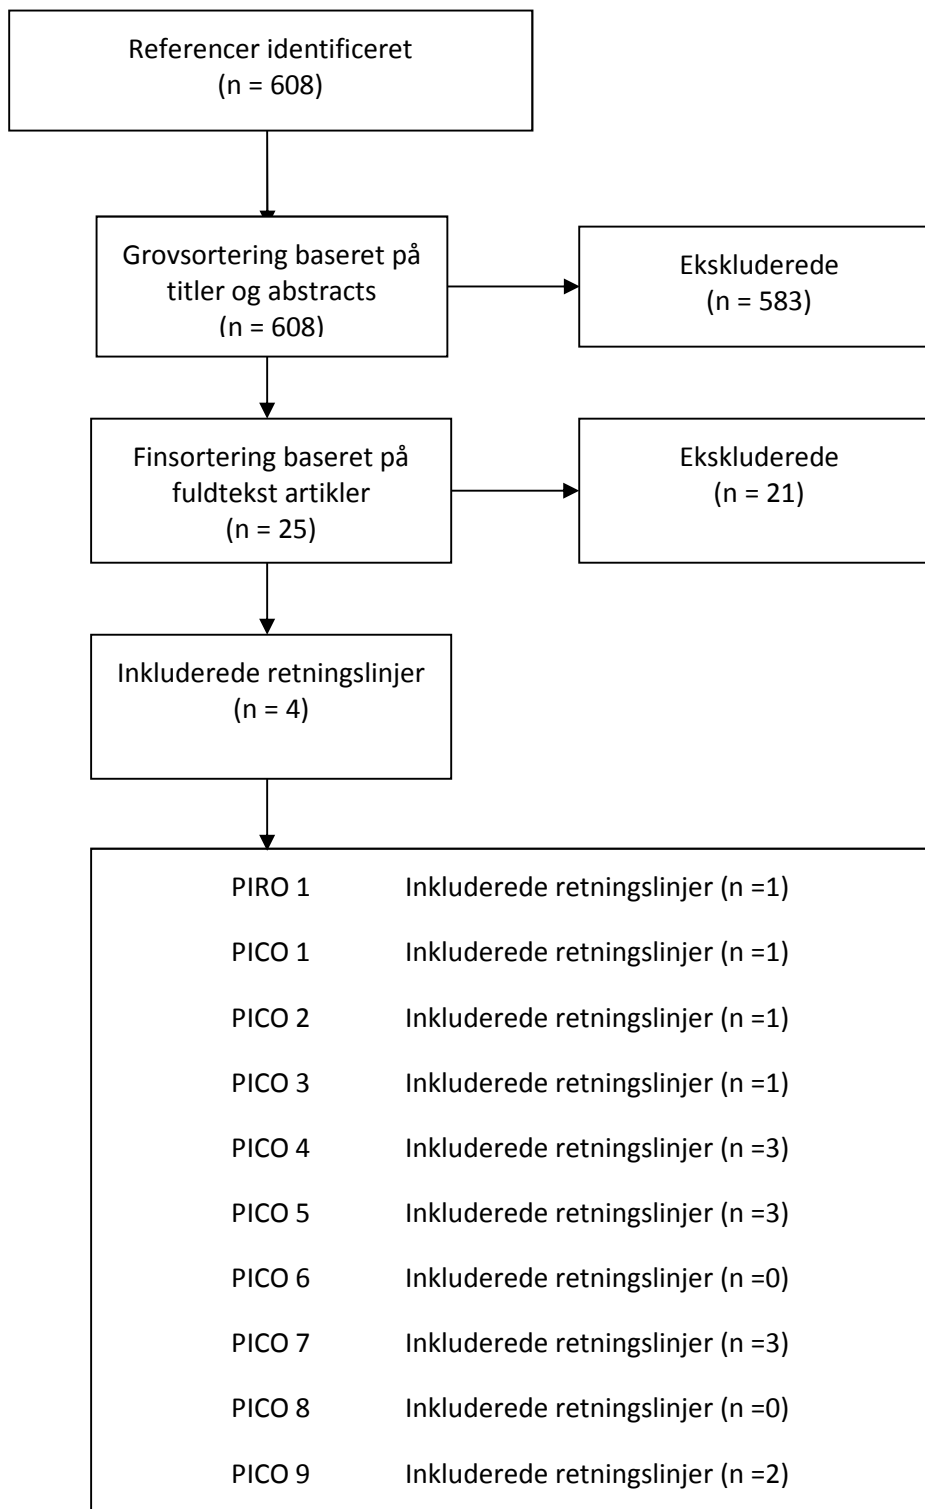 Referencer identificeret
(n = 608)
Grovsortering baseret på
titler og abstracts
(n = 608)
Ekskluderede
(n = 583)
Finsortering baseret på
fuldtekst artikler
(n = 25)
Ekskluderede
(n = 21)
Inkluderede retningslinjer
(n = 4)
PIRO 1 Inkluderede retningslinjer (n =1)
PICO 1 Inkluderede retningslinjer (n =1)
PICO 2 Inkluderede retningslinjer (n =1)
PICO 3 Inkluderede retningslinjer (n =1)
PICO 4 Inkluderede retningslinjer (n =3)
PICO 5 Inkluderede retningslinjer (n =3)
PICO 6 Inkluderede retningslinjer (n =0)
PICO 7 Inkluderede retningslinjer (n =3)
PICO 8 Inkluderede retningslinjer (n =0)
PICO 9 Inkluderede retningslinjer (n =2)